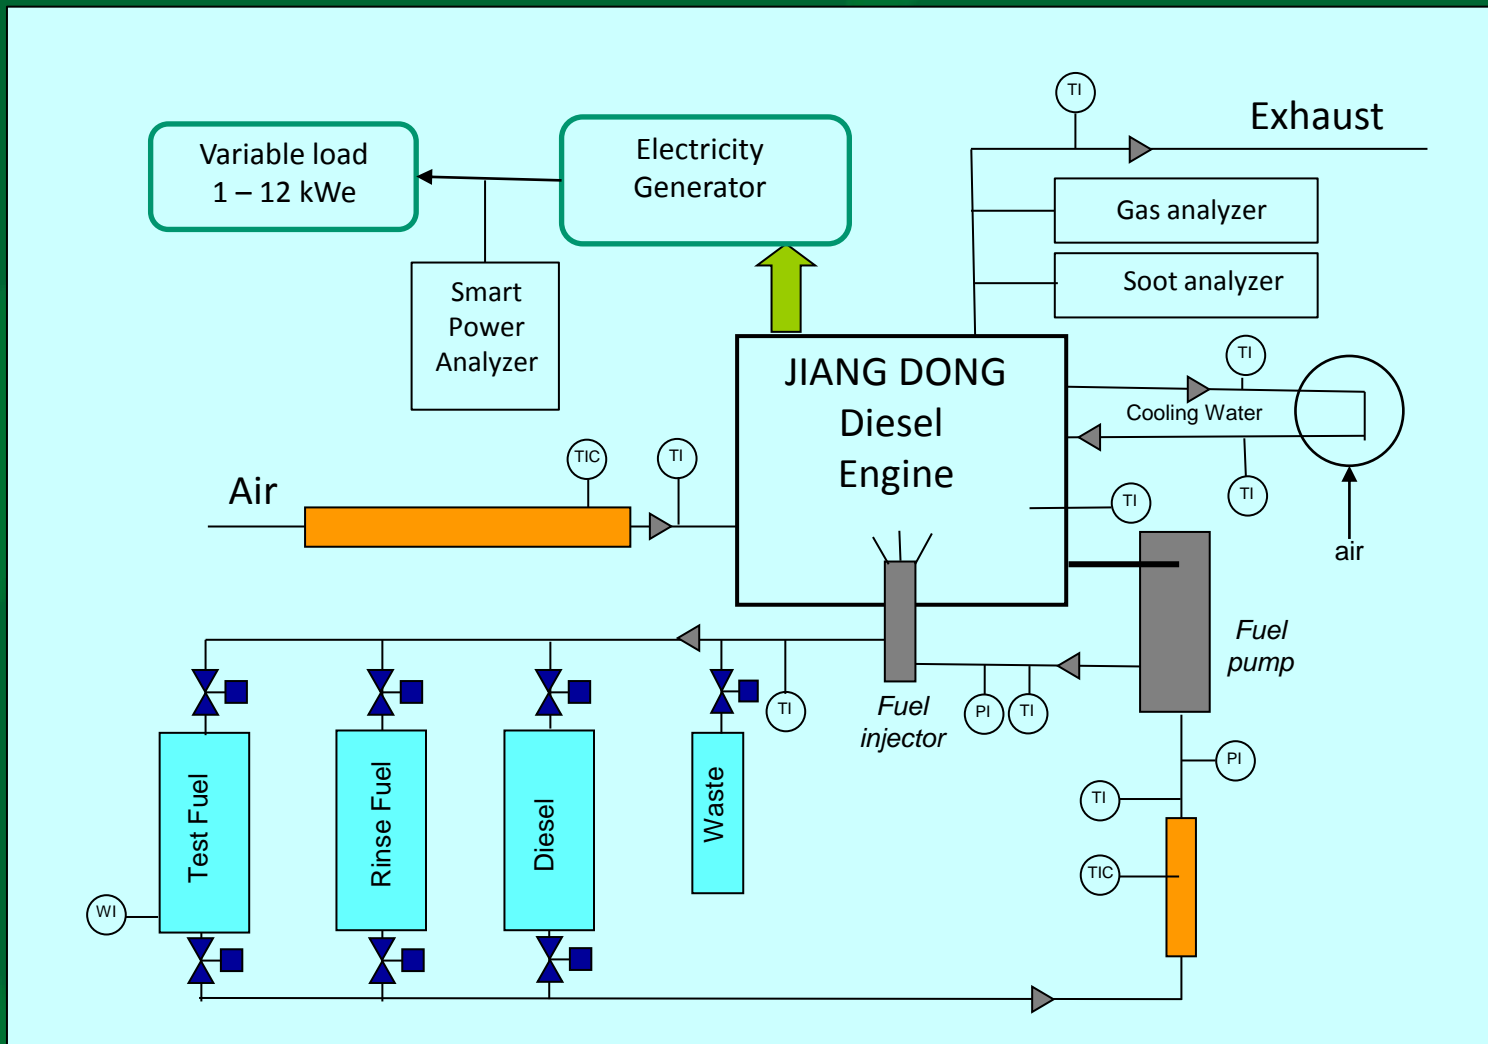 TI
Exhaust
Variable load
1 – 12 kWe
Electricity
Generator
Gas analyzer
Soot analyzer
Smart
Power
Analyzer
JIANG DONG
Diesel
Engine
TI
Cooling Water
TI
air
TIC
TI
Air
TI
Fuel
pump
Fuel
injector
TI
PI
TI
PI
TI
TIC
Test Fuel
Rinse Fuel
Diesel
Waste
WI